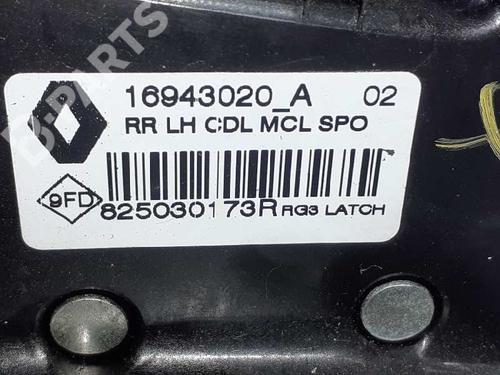 16943020_A 02
RR LH CDL MCL SPO
9FD
825030173R RG3 LATCH
B-PARTS